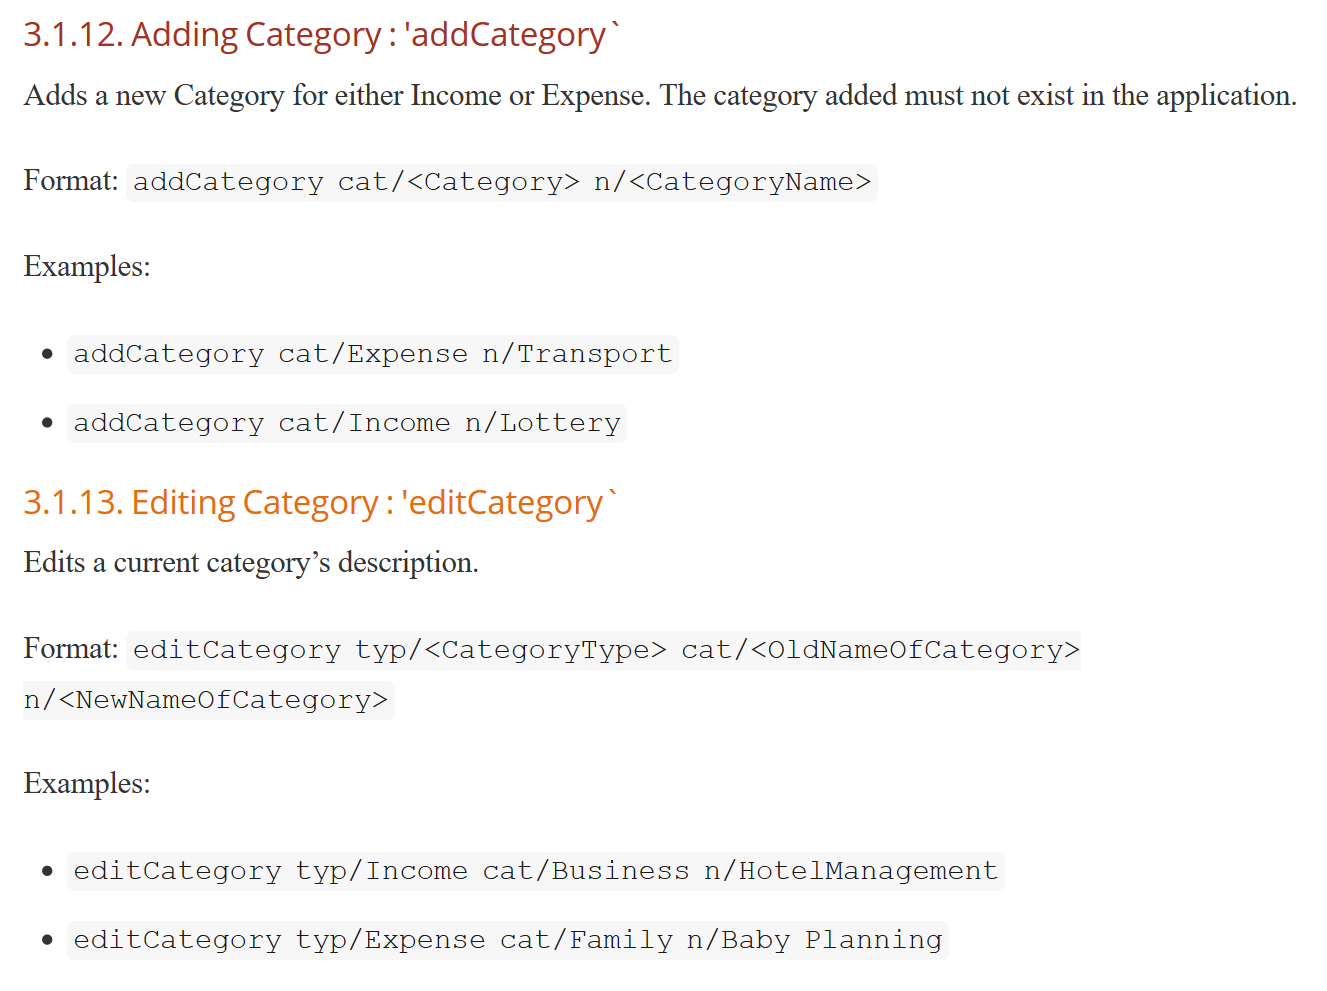 3.1.12. Adding Category : 'addCategory`
Adds a new Category for either Income or Expense. The category added must not exist in the application.
Format: addCategory cat/<Category> n/<CategoryName>
Examples:
• addCategory cat/Expense n/Transport
• addCategory cat/Income n/Lottery
3.1.13. Editing Category : 'editCategory`
Edits a current category’s description.
Format: editCategory typ/<CategoryType> cat/<OldNameOfCategory>
n/<NewNameOfCategory>
Examples:
• editCategory typ/Income cat/Business n/HotelManagement
• editCategory typ/Expense cat/Family n/Baby Planning